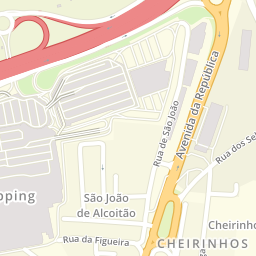 Avenida da República
Rua de São João
Rua dos Se
pping
São João
de Alcoitão
Cheirinho
Rua da Figueira
CHEIRINHOS